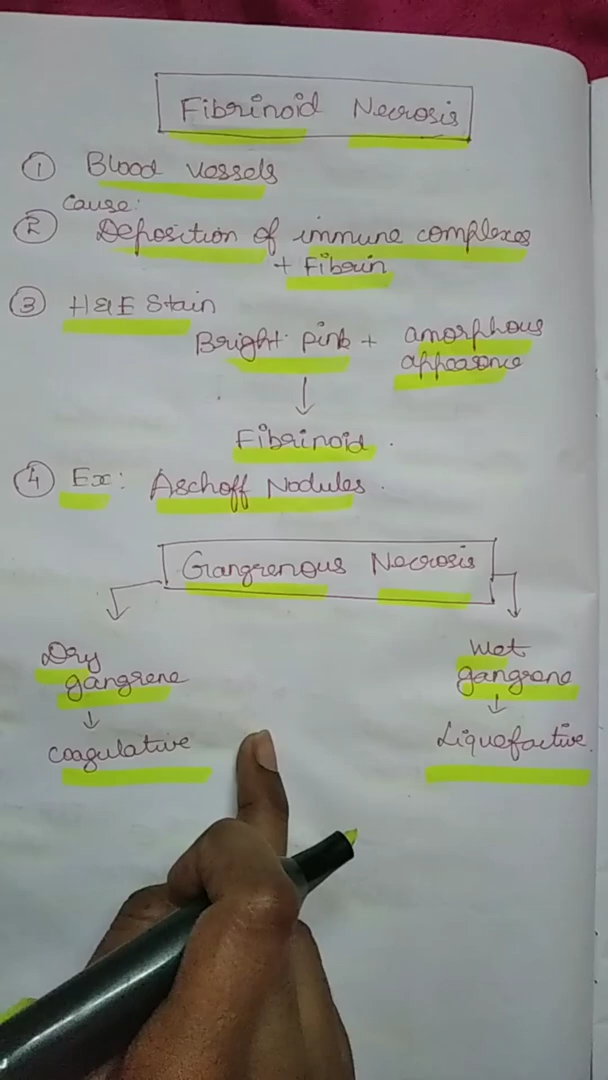 Fibrinoid Necrosis
① Blood vessels
Cause:
② Deposition of immune complexes
+ Fibrin
③ H&E Stain
Bright pink + amorphous
appearance
↓
Fibrinoid.
④ Ex: Aschoff Nodules.
Gangrenous Necrosis
Dry
gangrene
↓
Coagulative
Wet
gangrene
↓
Liquefactive.